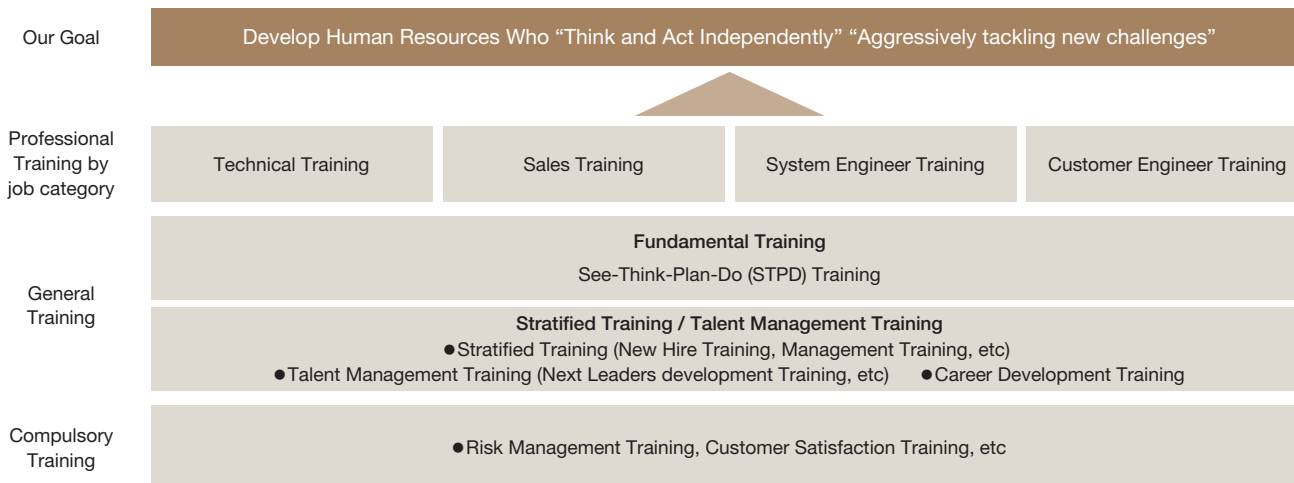 Our Goal
Develop Human Resources Who “Think and Act Independently” “Aggressively tackling new challenges”
Professional
Training by
job category
Technical Training
Sales Training
System Engineer Training
Customer Engineer Training
General
Training
Fundamental Training
See-Think-Plan-Do (STPD) Training
Stratified Training / Talent Management Training
●Stratified Training (New Hire Training, Management Training, etc)
●Talent Management Training (Next Leaders development Training, etc) ●Career Development Training
Compulsory
Training
●Risk Management Training, Customer Satisfaction Training, etc